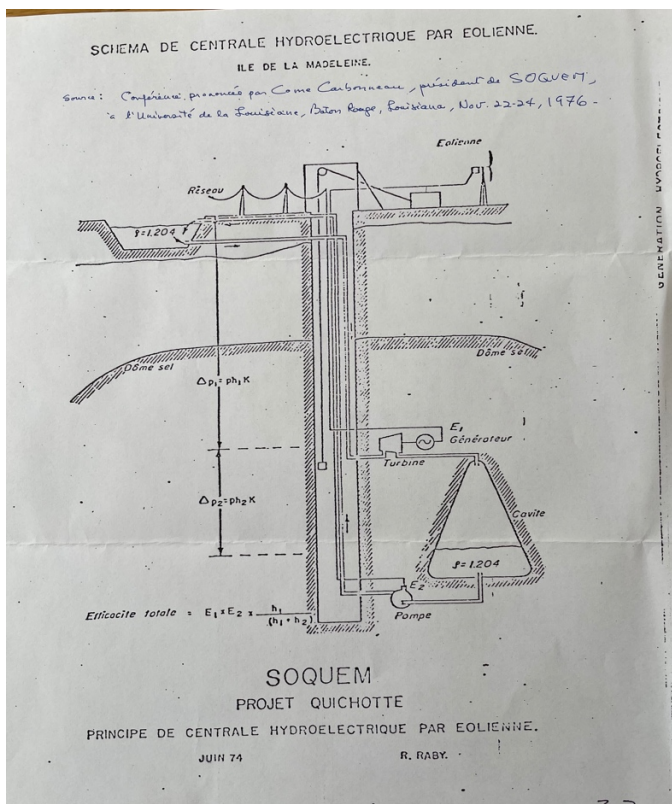 SCHEMA DE CENTRALE HYDROELECTRIQUE PAR EOLIENNE.
ILE DE LA MADELEINE.
Source: Conférence prononcée par Come Carbonneau, président de SOQUEM,
à l'Université de la Louisiane, Baton Rouge, Louisiana, Nov. 22-24, 1976-
Eolienne
Réseau
ρ=1.204
Dôme sel
Dôme sel
Δp₁=ρh₁K
E₁
Générateur
Turbine
Δp₂=ρh₂K
Cavite
ρ=1.204
E₂
Pompe
Efficacite totale = E₁ x E₂ x h₁/(h₁+h₂)
SOQUEM
PROJET QUICHOTTE
PRINCIPE DE CENTRALE HYDROELECTRIQUE PAR EOLIENNE.
JUIN 74 R. RABY.